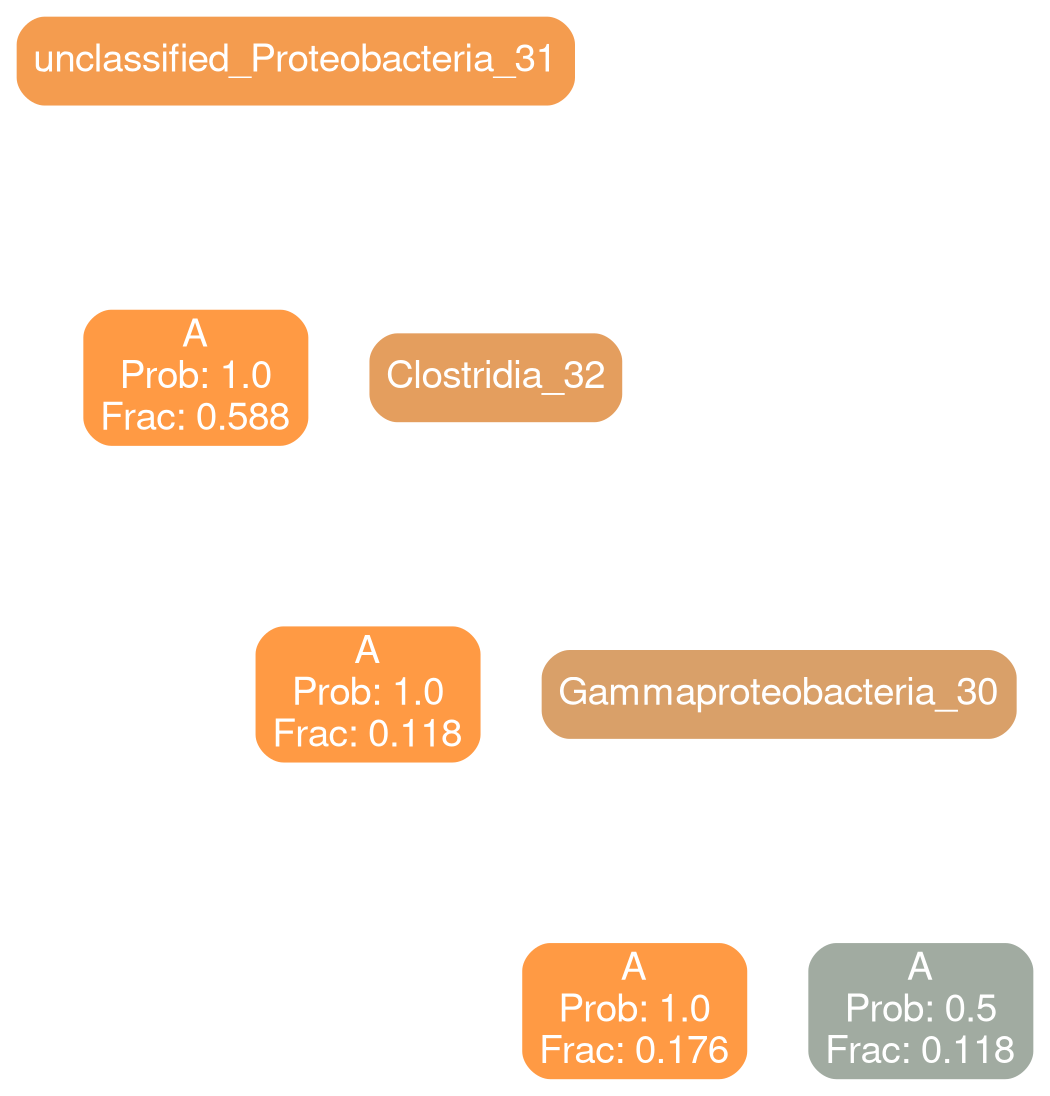 unclassified_Proteobacteria_31
A
Prob: 1.0
Frac: 0.588
Clostridia_32
A
Prob: 1.0
Frac: 0.118
Gammaproteobacteria_30
A
Prob: 1.0
Frac: 0.176
A
Prob: 0.5
Frac: 0.118